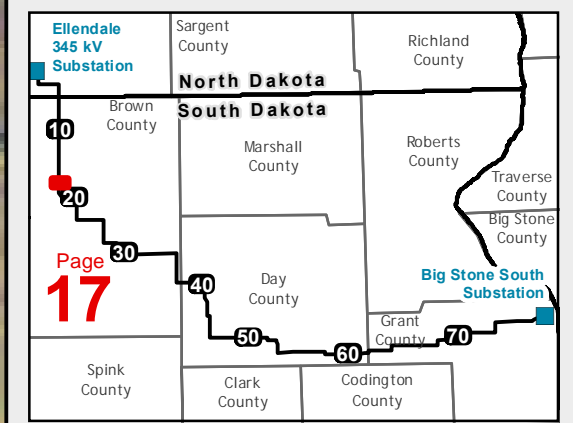 Ellendale
345 kV
Substation
Sargent
County
Richland
County
North Dakota
South Dakota
Brown
County
10
Marshall
County
Roberts
County
Traverse
County
20
Big Stone
County
30
Page
17
40
Day
County
Big Stone South
Substation
Grant
County
50
60
70
Spink
County
Clark
County
Codington
County